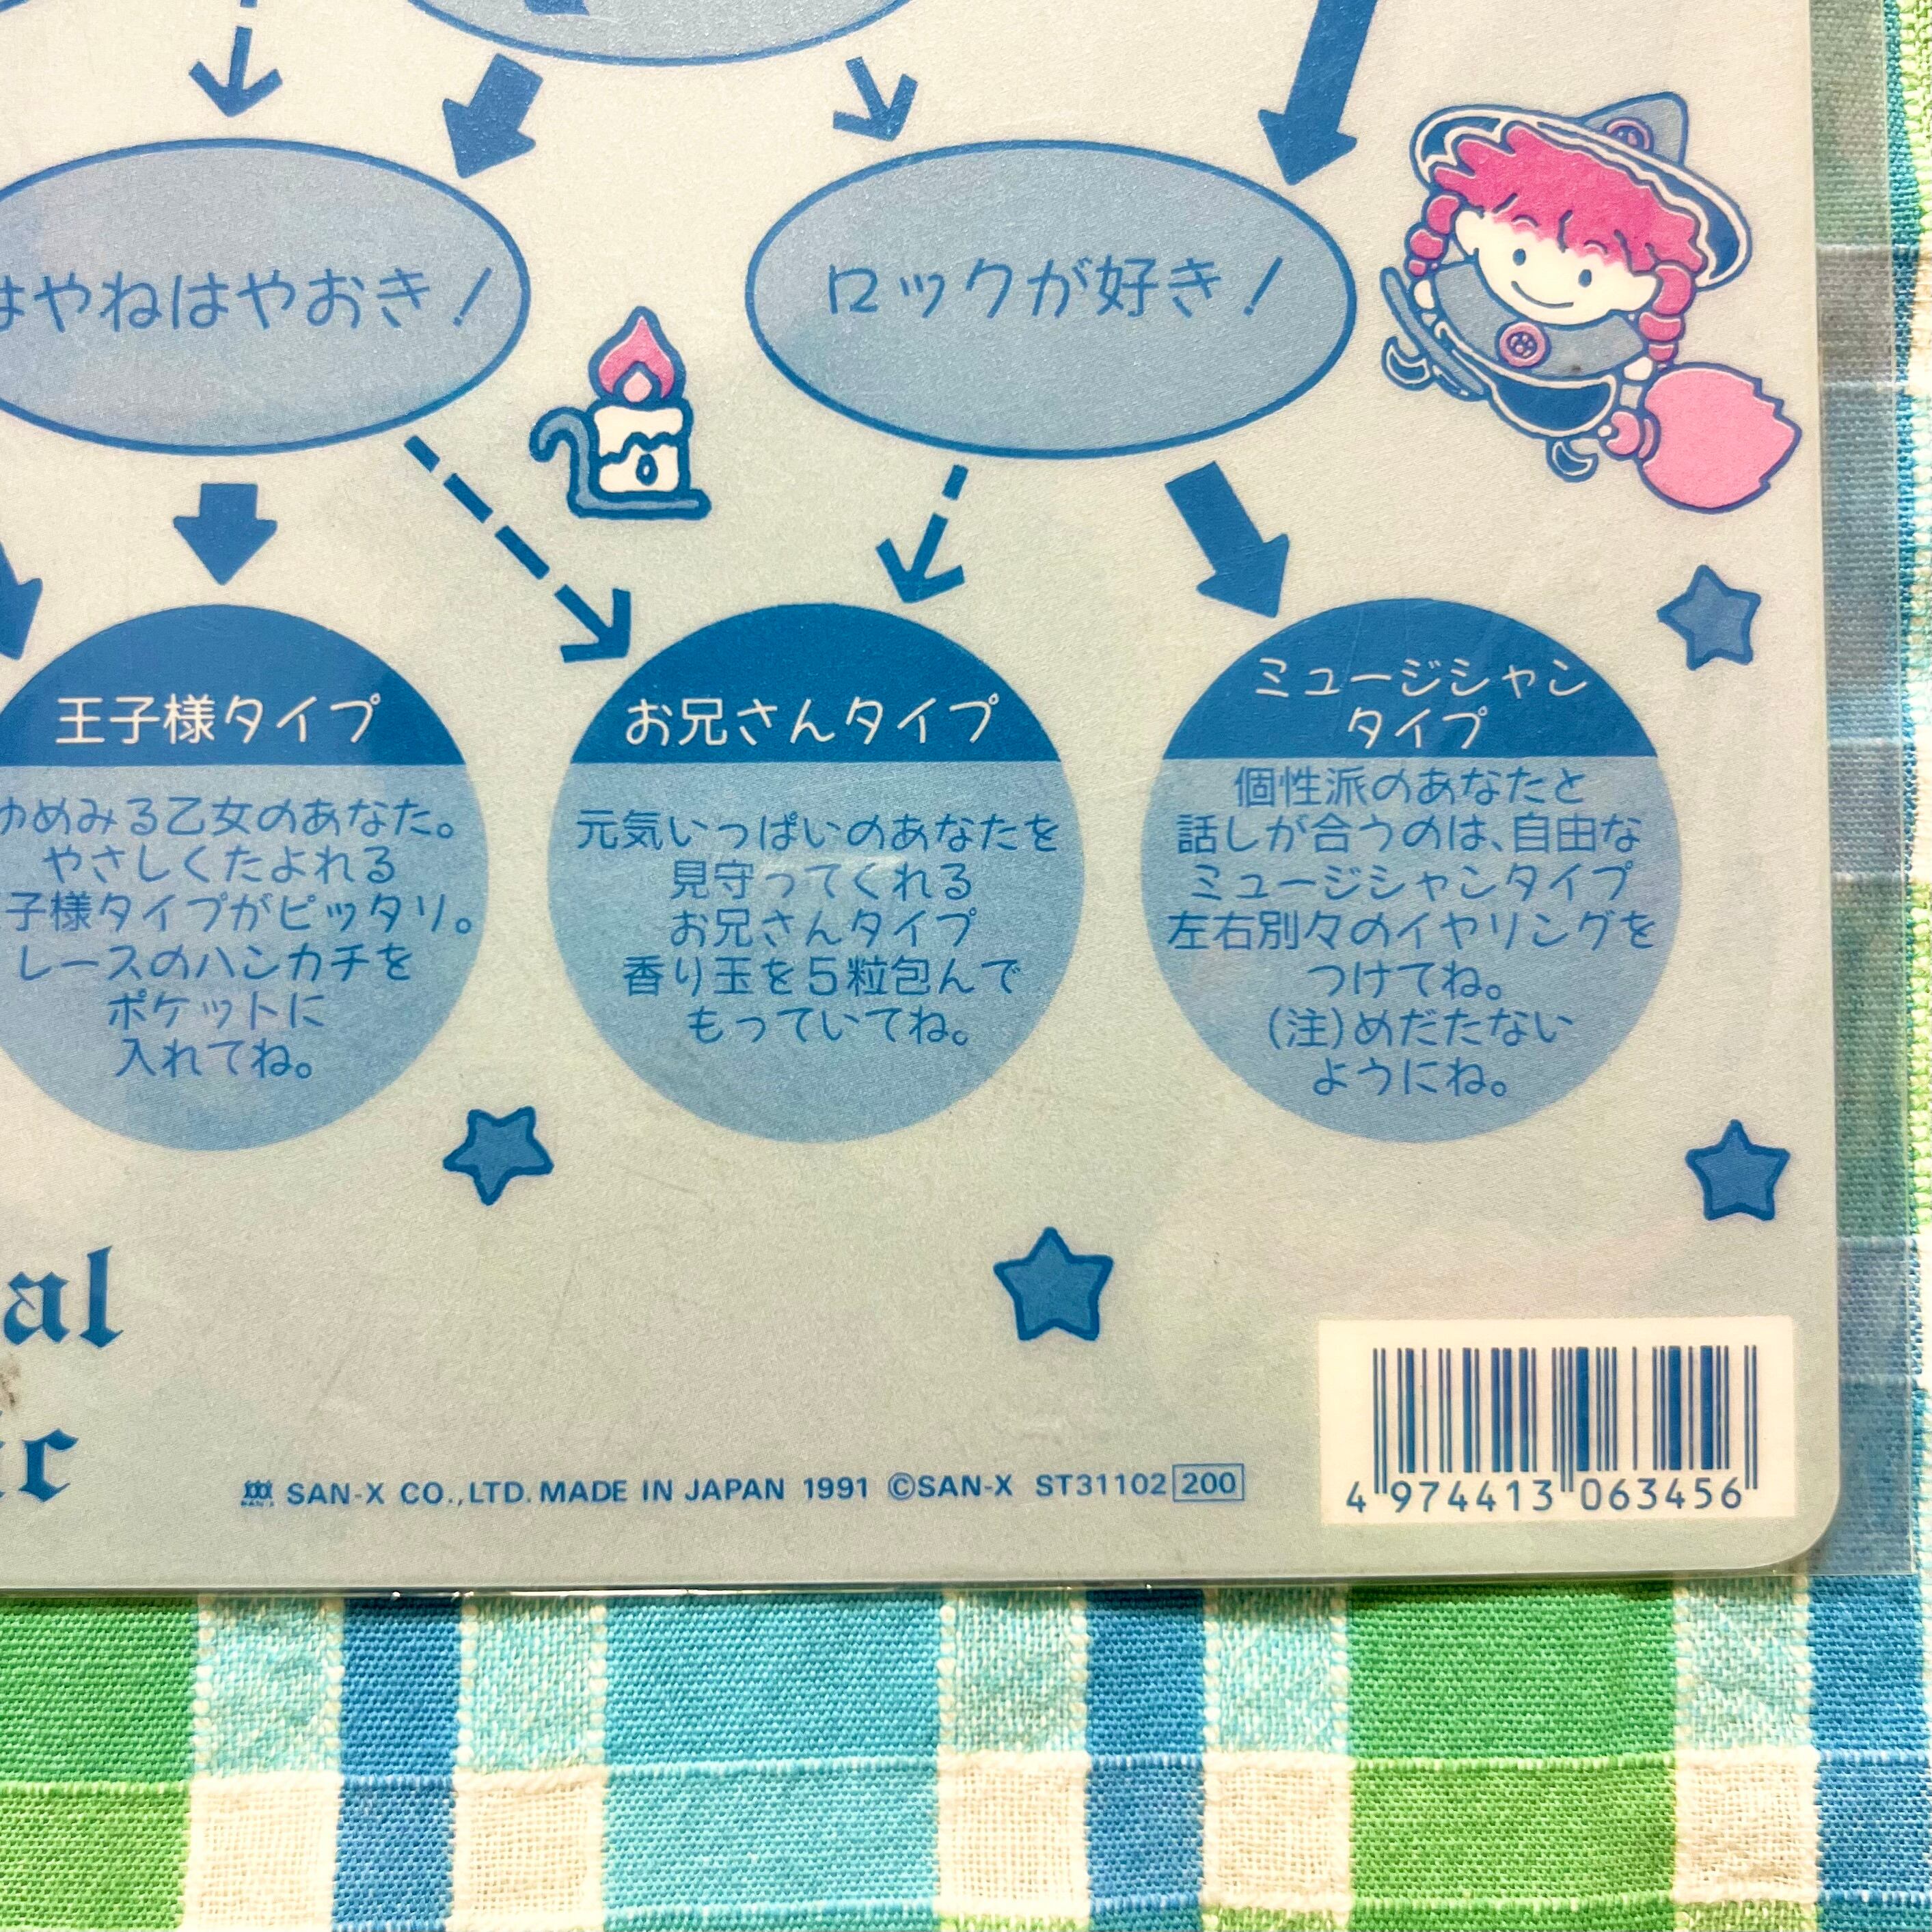 はやねはやおき！
ロックが好き！
王子様タイプ
ゆめみる乙女のあなた。
やさしくたよれる
子様タイプがピッタリ。
レースのハンカチを
ポケットに
入れてね。
お兄さんタイプ
元気いっぱいのあなたを
見守ってくれる
お兄さんタイプ
香り玉を5粒包んで
もっていてね。
ミュージシャン
タイプ
個性派のあなたと
話しが合うのは、自由な
ミュージシャンタイプ
左右別々のイヤリングを
つけてね。
(注)めだたない
ようにね。
al
ic
SAN-X SAN-X CO.,LTD. MADE IN JAPAN 1991 ©SAN-X ST31102 200
4 974413 063456